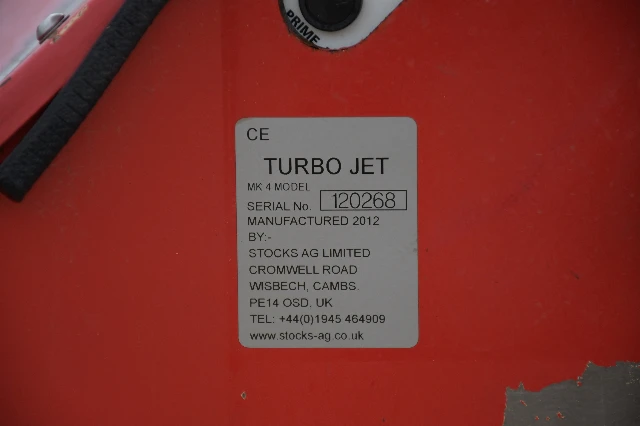 PRIME
CE
TURBO JET
MK 4 MODEL
SERIAL No. 120268
MANUFACTURED 2012
BY:-
STOCKS AG LIMITED
CROMWELL ROAD
WISBECH, CAMBS.
PE14 OSD. UK
TEL: +44(0)1945 464909
www.stocks-ag.co.uk